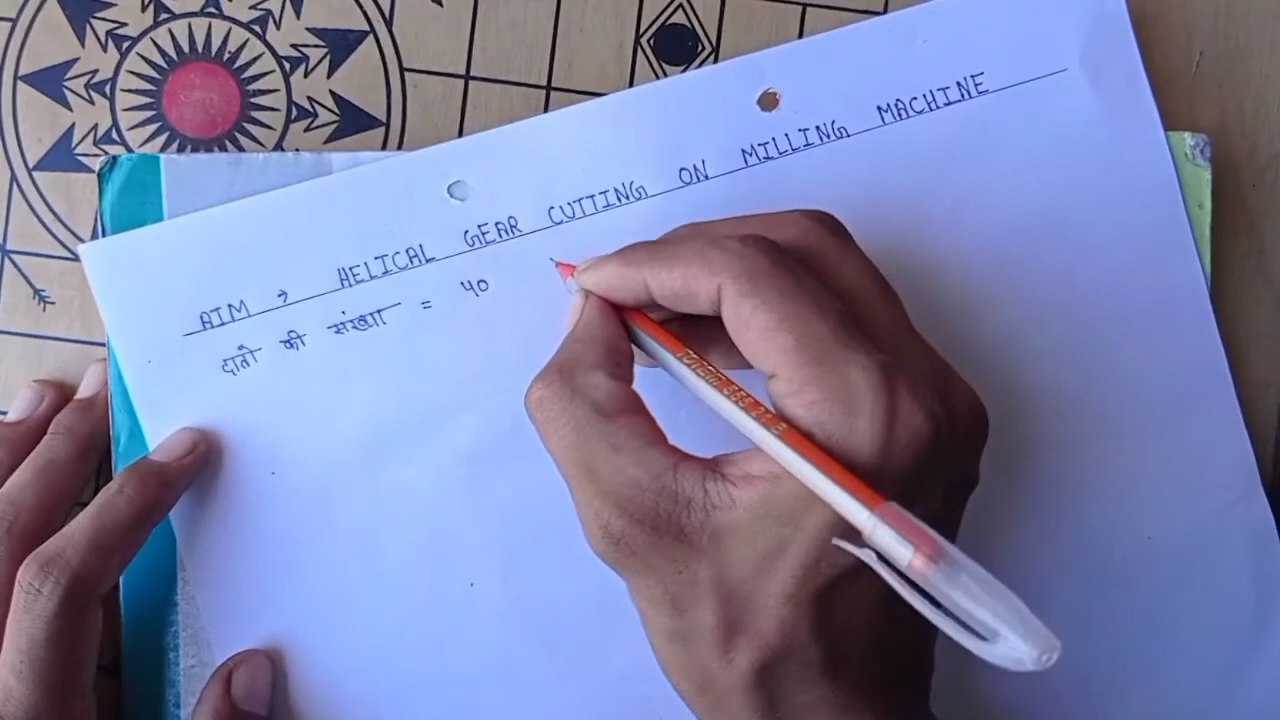 AIM → HELICAL GEAR CUTTING ON MILLING MACHINE
दातो की संख्या = 40